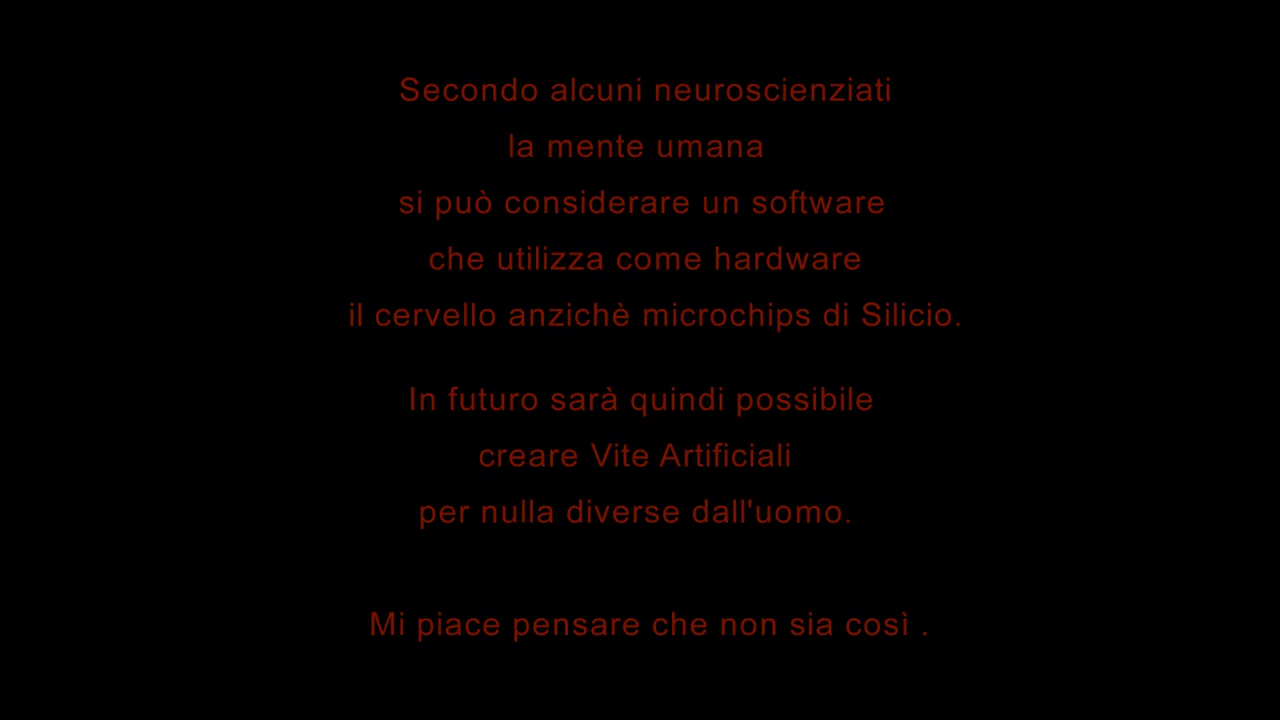 Secondo alcuni neuroscienziati
la mente umana
si può considerare un software
che utilizza come hardware
il cervello anzichè microchips di Silicio.
In futuro sarà quindi possibile
creare Vite Artificiali
per nulla diverse dall'uomo.
Mi piace pensare che non sia così .